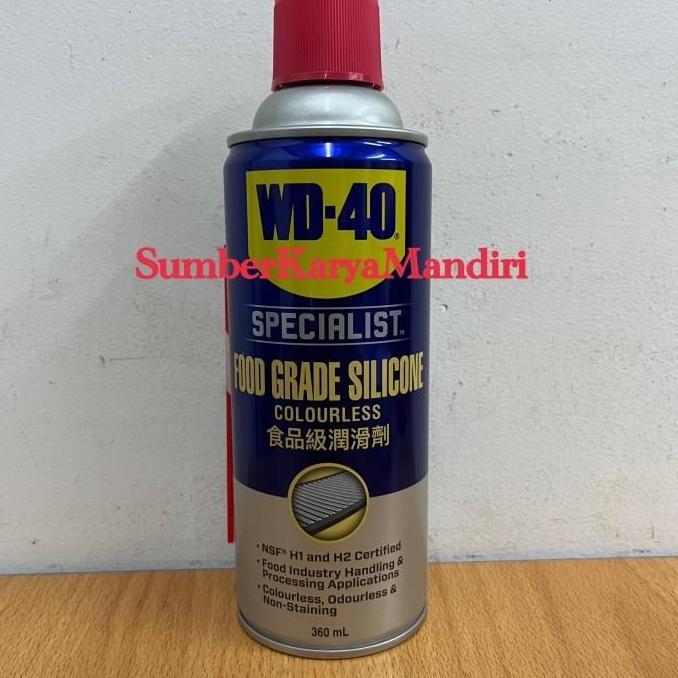 WD-40®
SumberKaryaMandiri
SPECIALIST™
FOOD GRADE SILICONE
COLOURLESS
食品級潤滑劑
• NSF® H1 and H2 Certified
• Food Industry Handling &
Processing Applications
• Colourless, Odourless &
Non-Staining
360 mL